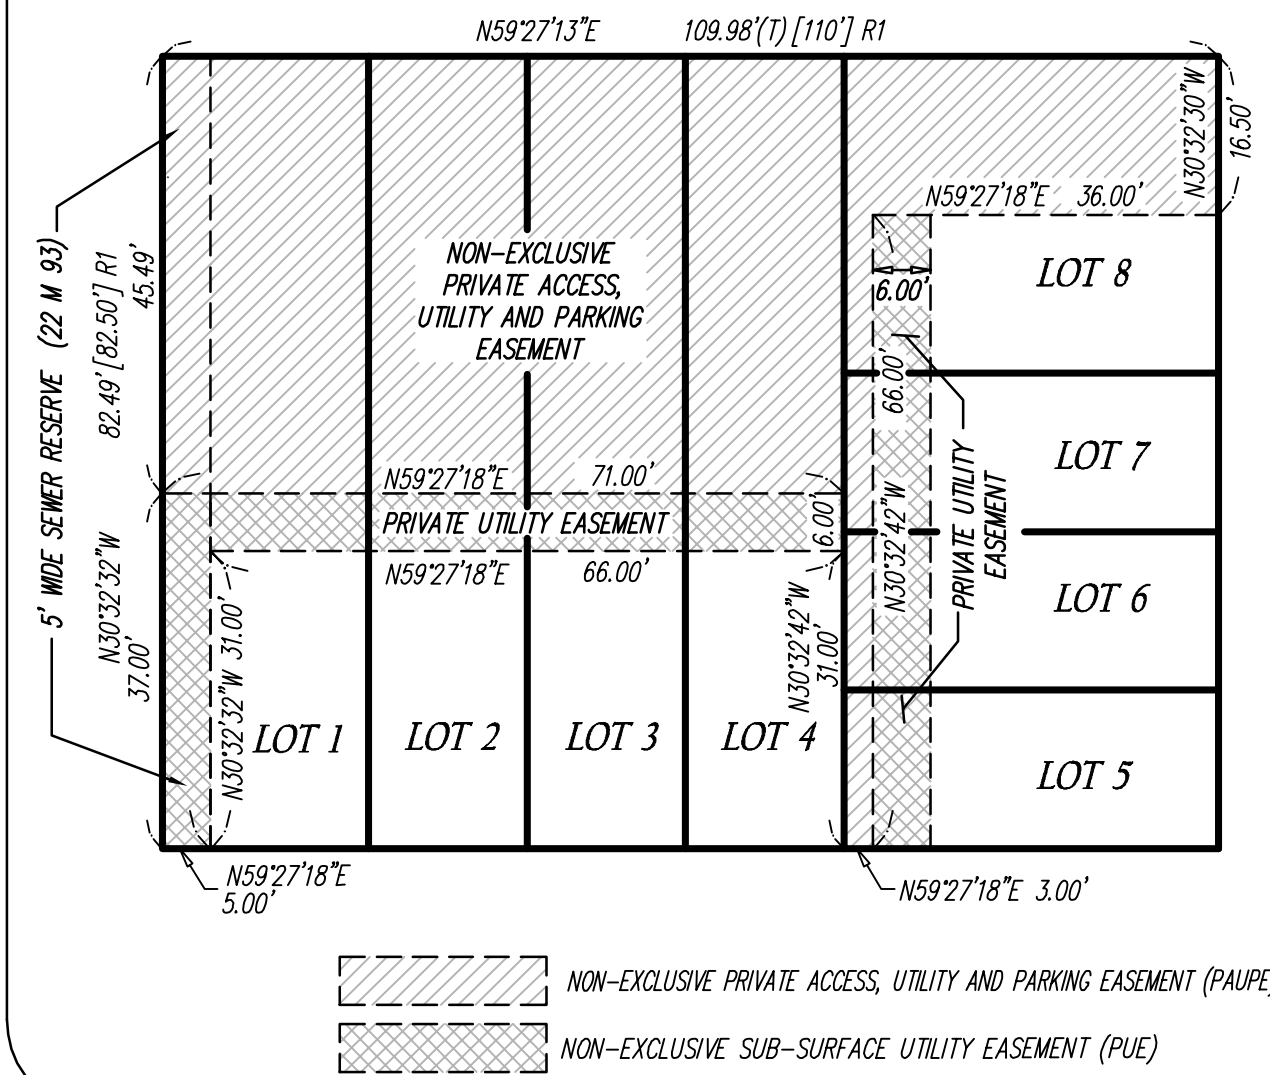 N59°27'13"E 109.98'(T) [110'] R1
N30°32'30"W
16.50'
N59°27'18"E 36.00'
5' WIDE SEWER RESERVE (22 M 93)
82.49' [82.50'] R1
45.49'
NON-EXCLUSIVE
PRIVATE ACCESS,
UTILITY AND PARKING
EASEMENT
LOT 8
6.00'
66.00'
LOT 7
N59°27'18"E 71.00'
PRIVATE UTILITY EASEMENT
6.00'
N59°27'18"E 66.00'
N30°32'42"W
PRIVATE UTILITY
EASEMENT
N30°32'32"W
37.00'
N30°32'32"W 31.00'
N30°32'42"W
31.00'
LOT 6
LOT 1
LOT 2
LOT 3
LOT 4
LOT 5
N59°27'18"E
5.00'
N59°27'18"E 3.00'
NON-EXCLUSIVE PRIVATE ACCESS, UTILITY AND PARKING EASEMENT (PAUPE)
NON-EXCLUSIVE SUB-SURFACE UTILITY EASEMENT (PUE)